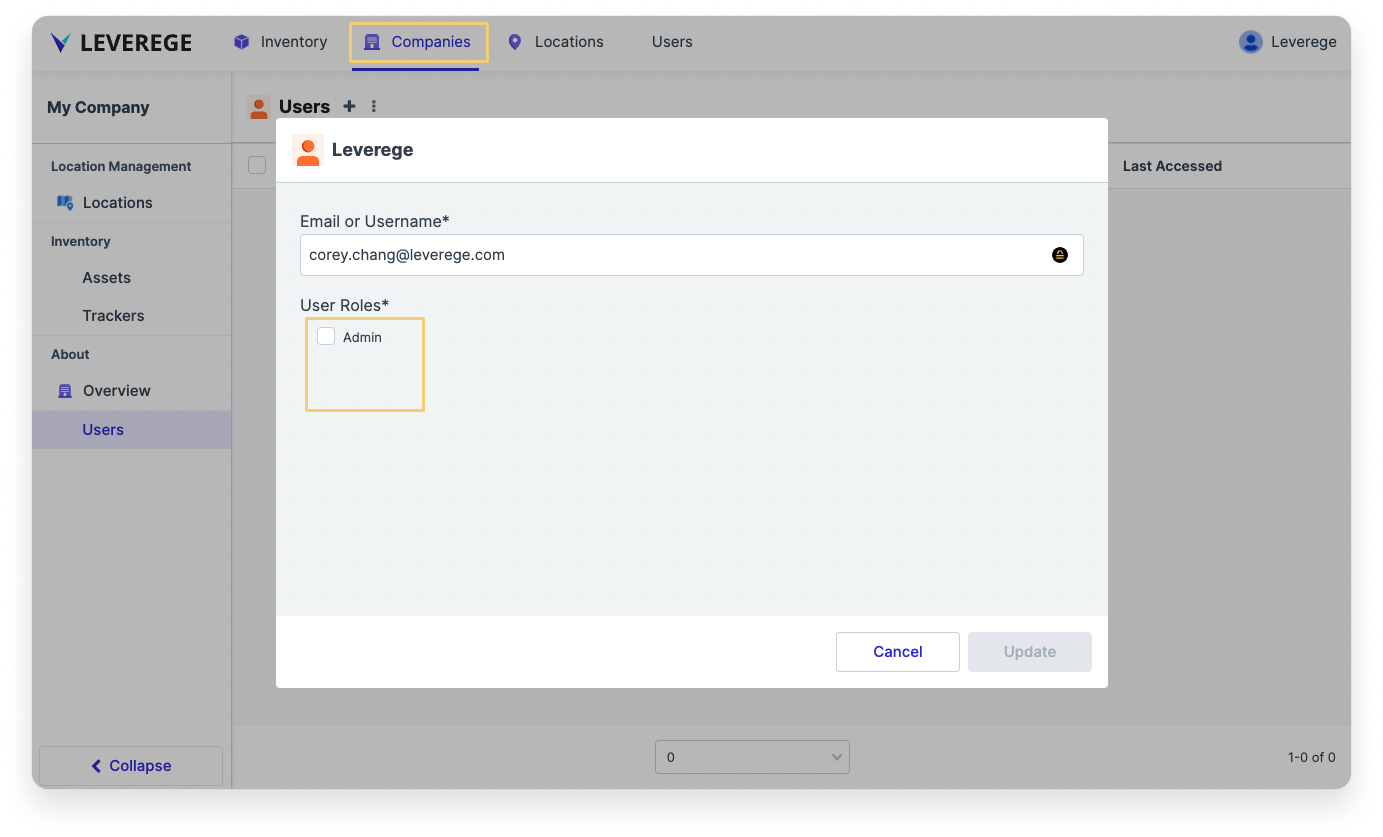 LEVEREGE
Inventory
Companies
Locations
Users
Leverege
My Company
Users
Last Accessed
Location Management
Locations
Inventory
Assets
Trackers
About
Overview
Users
Leverege
Email or Username*
corey.chang@leverege.com
User Roles*
Admin
Cancel
Update
Collapse
0
1-0 of 0